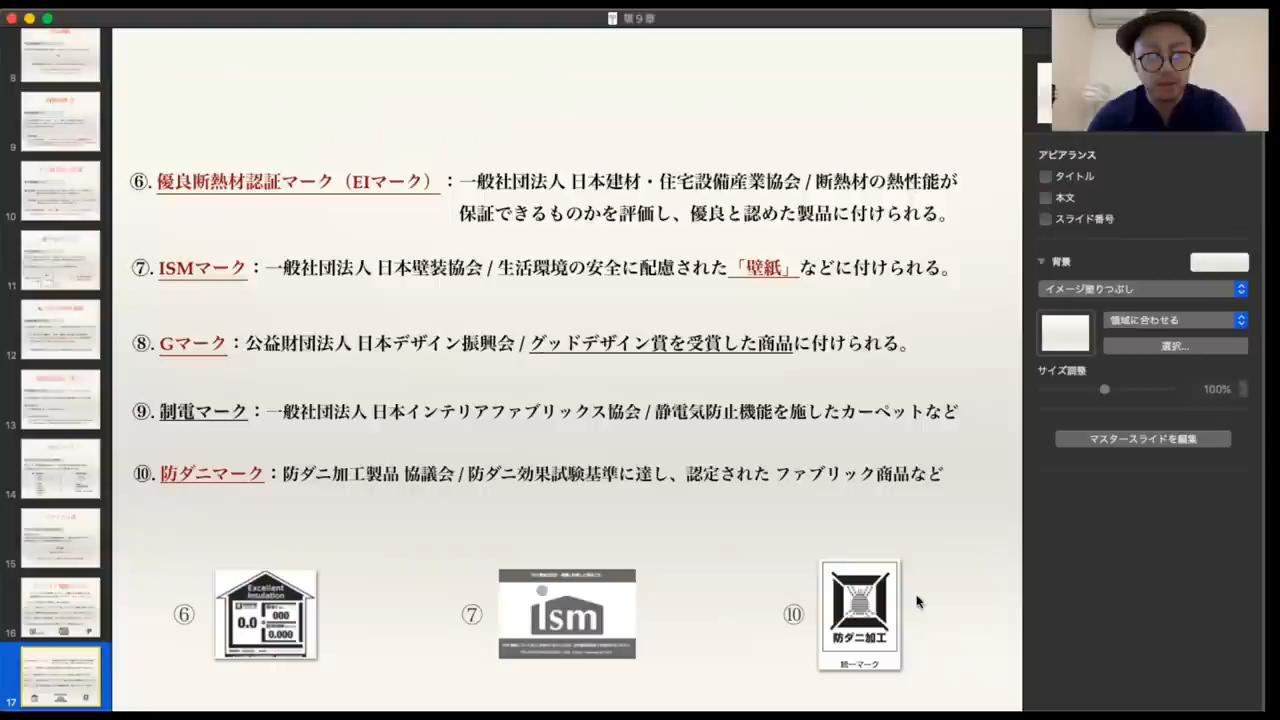 第９章
8
9
10
11
12
13
14
15
16
17
⑥. 優良断熱材認証マーク（EIマーク）：一般社団法人 日本建材・住宅設備産業協会 / 断熱材の熱性能が
保証できるものかを評価し、優良と認めた製品に付けられる。
⑦. ISMマーク：一般社団法人 日本壁装協会 / 生活環境の安全に配慮された「壁紙」などに付けられる。
⑧. Gマーク：公益財団法人 日本デザイン振興会 / グッドデザイン賞を受賞した商品に付けられる。
⑨. 制電マーク：一般社団法人 日本インテリアファブリックス協会 / 静電気防止機能を施したカーペットなど
⑩. 防ダニマーク：防ダニ加工製品 協議会 / 防ダニ効果試験基準に達し、認定された ファブリック商品など
⑥
Excellent
Insulation
0.0
000
0.000
⑦
ism
⑩
防ダニ加工
統一マーク
アピアランス
タイトル
本文
スライド番号
背景
イメージ塗りつぶし
領域に合わせる
選択...
サイズ調整
100%
マスタースライドを編集